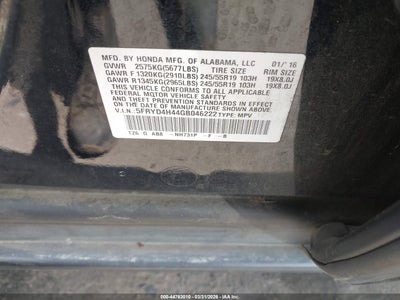 MFD. BY HONDA MFG. OF ALABAMA, LLC 01/'16
GVWR 2575KG(5677LBS) TIRE SIZE RIM SIZE
GAWR F 1320KG(2910LBS) 245/55R19 103H 19X8.0J
GAWR R 1345KG(2965LBS) 245/55R19 103H 19X8.0J
THIS VEHICLE CONFORMS TO ALL APPLICABLE
FEDERAL MOTOR VEHICLE SAFETY STANDARDS IN EFFECT ON THE
DATE OF MANUFACTURE SHOWN ABOVE.
V.I.N.:5FRYD4H44GB046222 TYPE: MPV
NH731P
000-44763010 03/31/2026 IAA Inc.